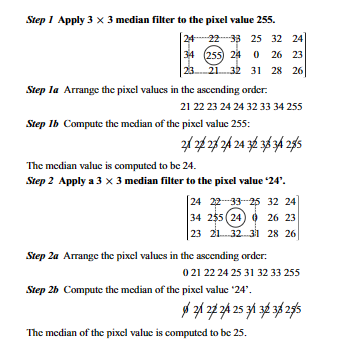 Step 1 Apply 3 × 3 median filter to the pixel value 255.
24 22 33 25 32 24
34 255 24 0 26 23
23 21 32 31 28 26
Step 1a Arrange the pixel values in the ascending order:
21 22 23 24 24 32 33 34 255
Step 1b Compute the median of the pixel value 255:
21 22 23 24 24 32 33 34 255
The median value is computed to be 24.
Step 2 Apply a 3 × 3 median filter to the pixel value ‘24’.
24 22 33 25 32 24
34 255 24 0 26 23
23 21 32 31 28 26
Step 2a Arrange the pixel values in the ascending order:
0 21 22 24 25 31 32 33 255
Step 2b Compute the median of the pixel value ‘24’.
0 21 22 24 25 31 32 33 255
The median of the pixel value is computed to be 25.